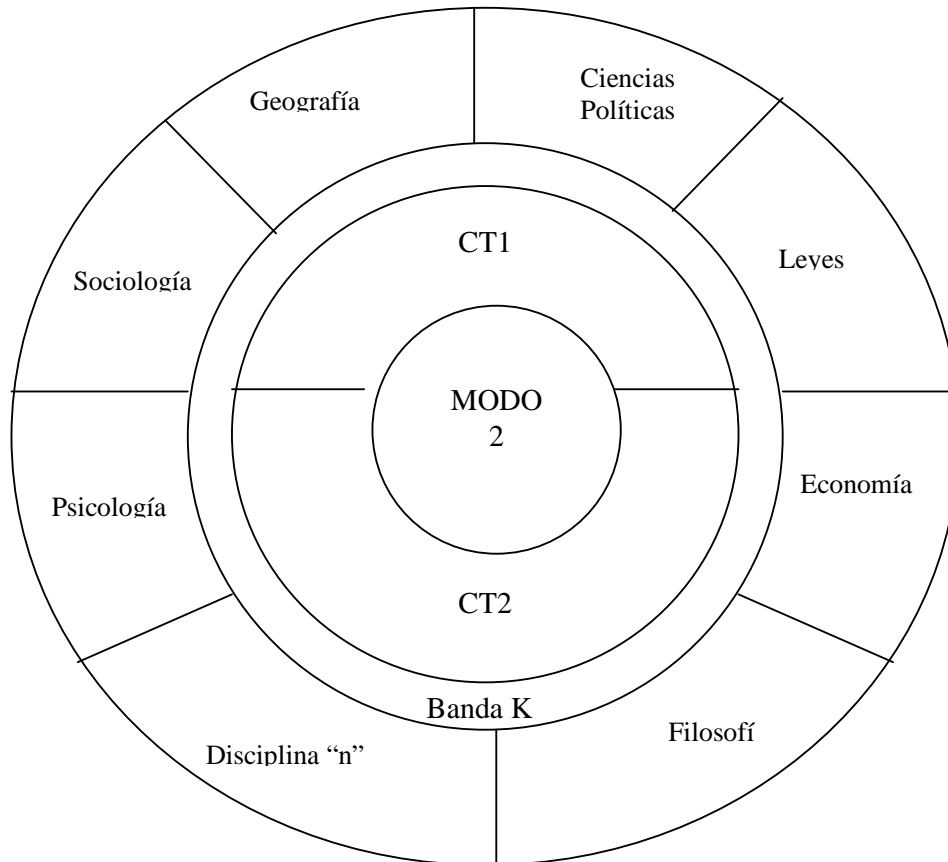 Geografía
Ciencias
Políticas
CT1
Leyes
Sociología
MODO
2
Economía
Psicología
CT2
Banda K
Filosofí
Disciplina “n”